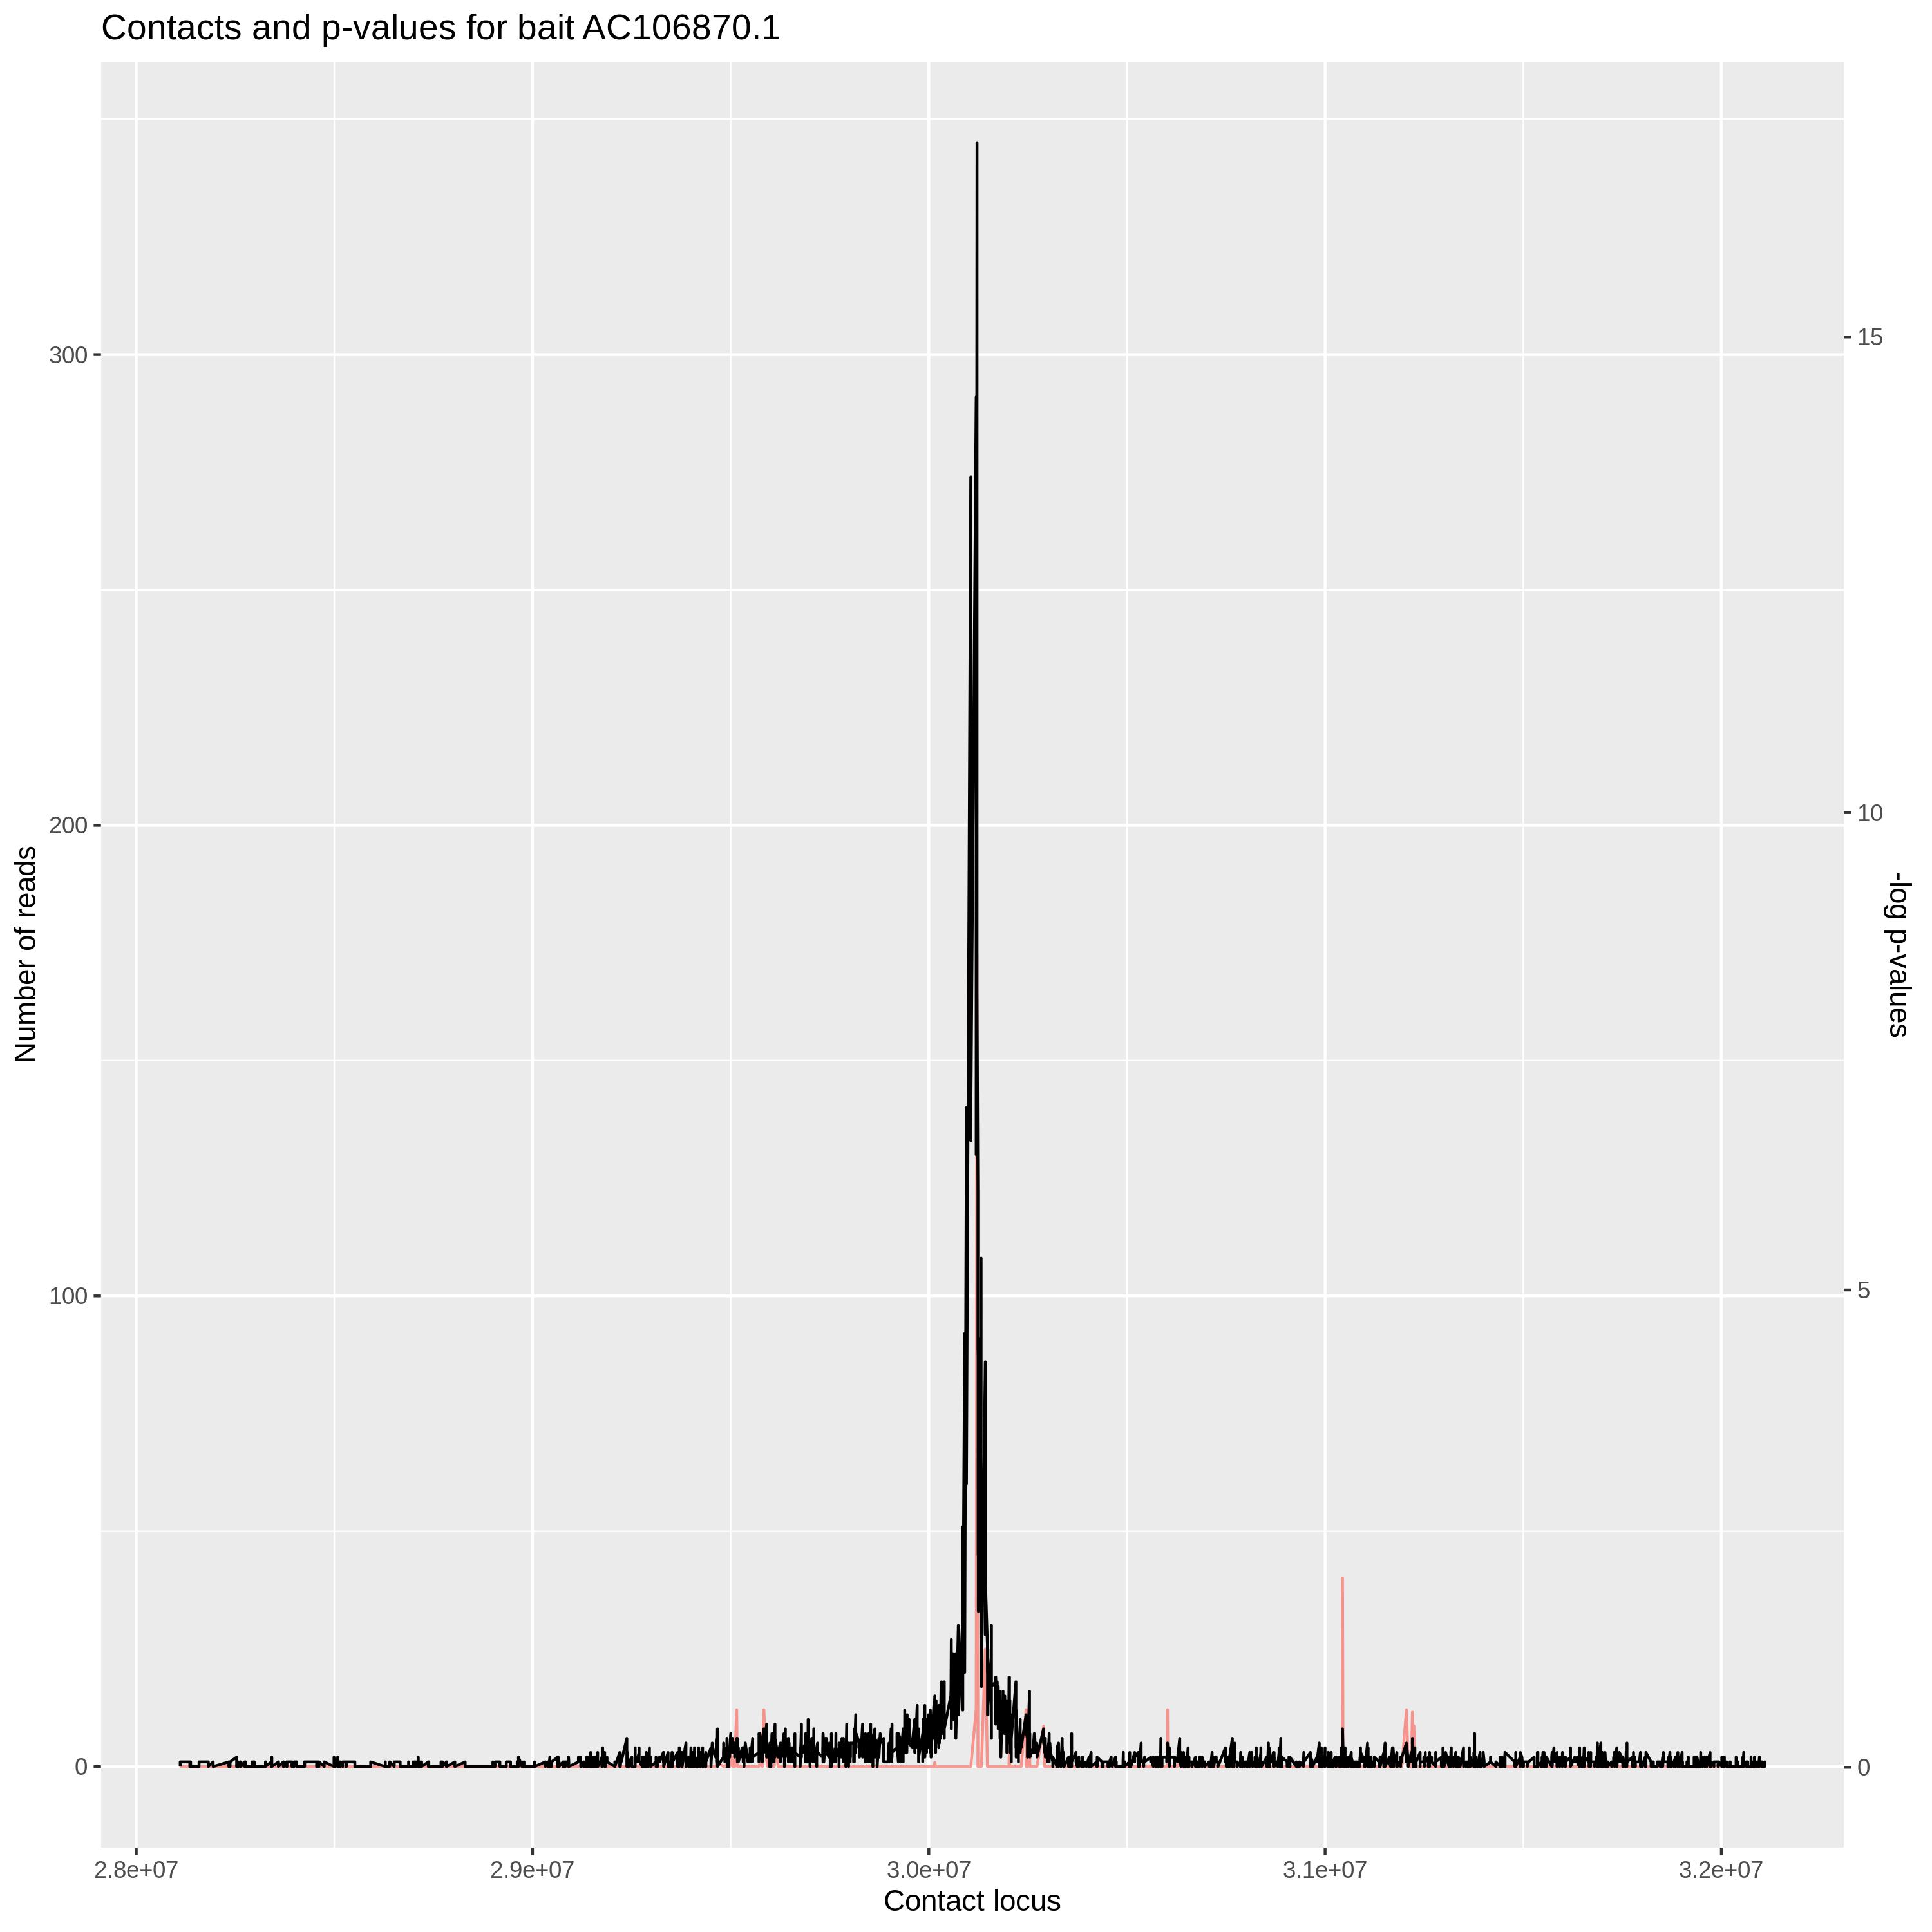 Contacts and p-values for bait AC106870.1
300
200
100
0
Number of reads
15
10
5
0
-log p-values
2.8e+07 2.9e+07 3.0e+07 3.1e+07 3.2e+07
Contact locus